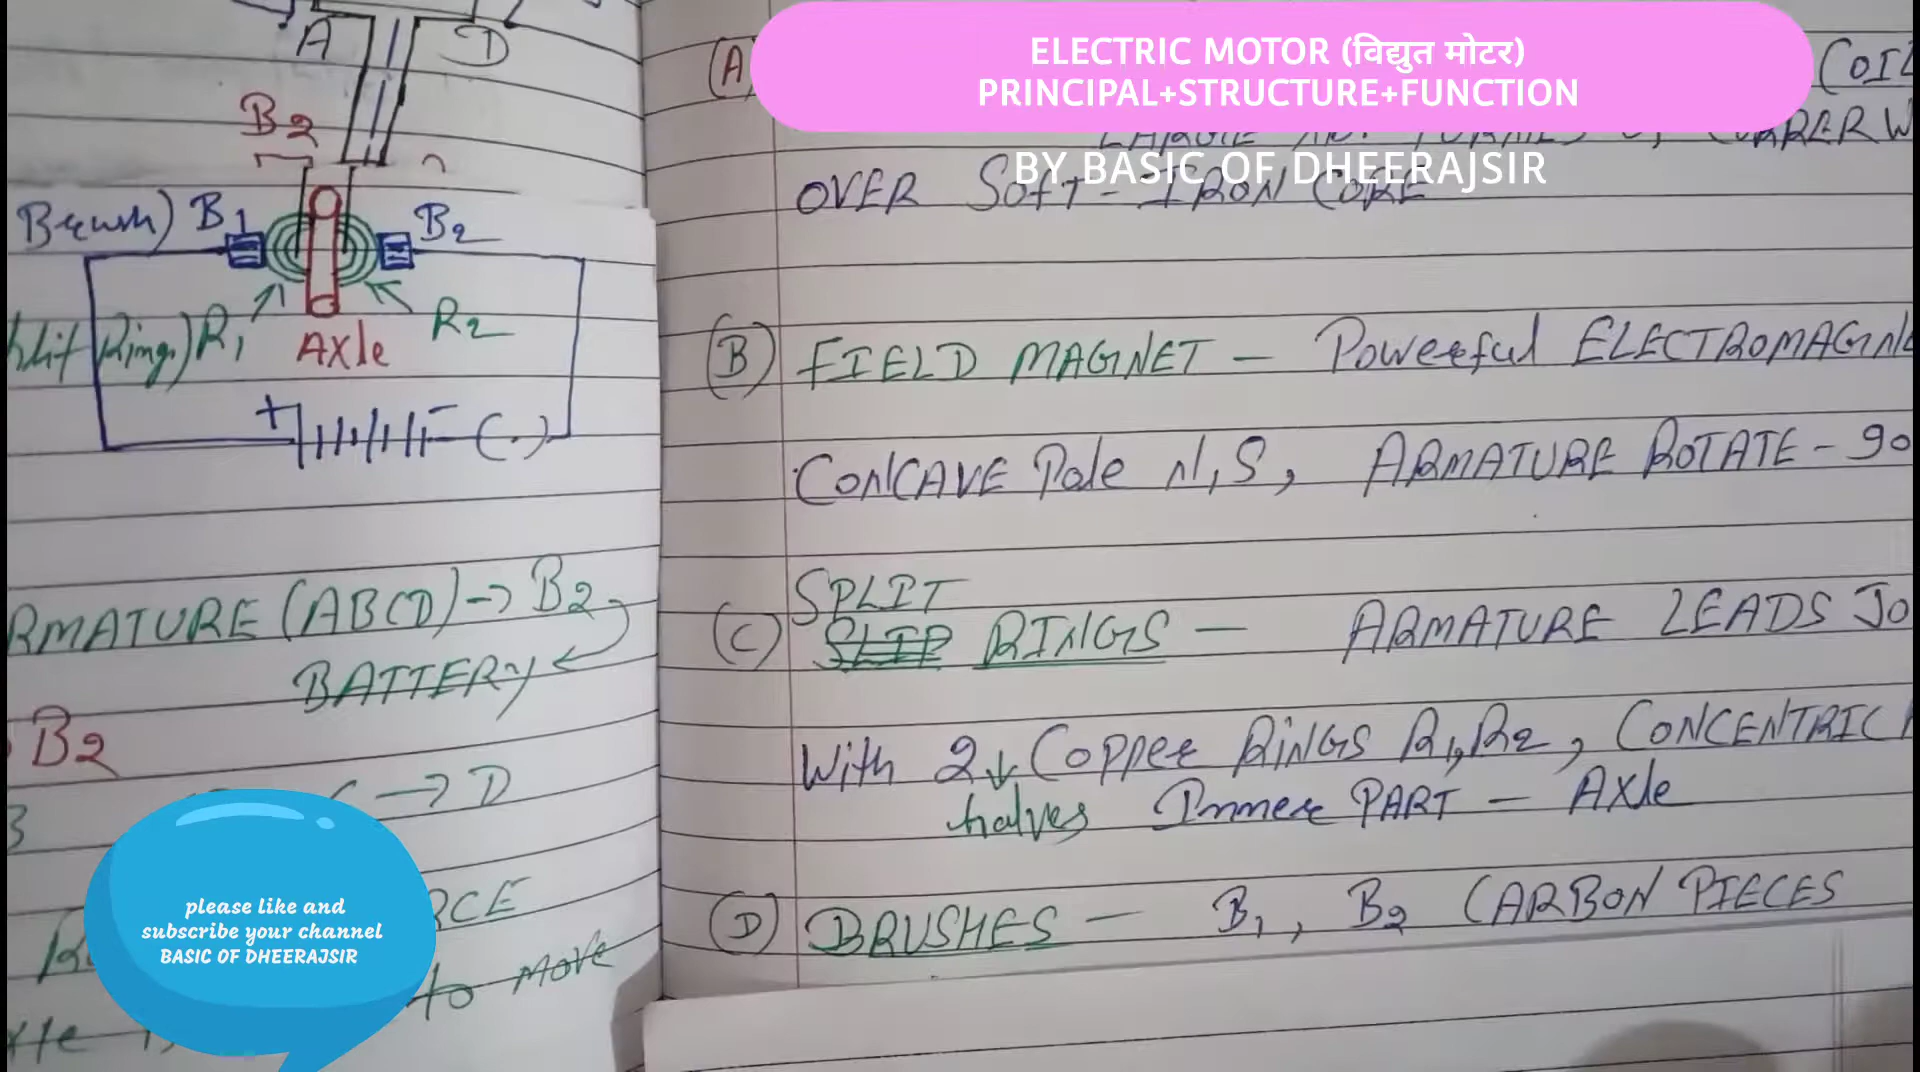 ELECTRIC MOTOR (विद्युत मोटर)
PRINCIPAL+STRUCTURE+FUNCTION
BY BASIC OF DHEERAJSIR
A D
B2
Brush) B1 B2
Rings) R1 R2
Axle
+ - (.)
ARMATURE (ABCD) → B2
BATTERY ←
B2
→ D
to MOVE
(A) COIL
OVER SOFT-IRON CORE
(B) FIELD MAGNET - Powerful
CONCAVE Pole N, S, ARMATURE ROTATE - 90
SPLIT
(C) SLIP RINGS - ARMATURE LEADS JO
With 2 Copper RINGS R1, R2, CONCENTRIC
halves Inner PART - Axle
(D) BRUSHES - B1, B2 CARBON PIECES
please like and
subscribe your channel
BASIC OF DHEERAJSIR